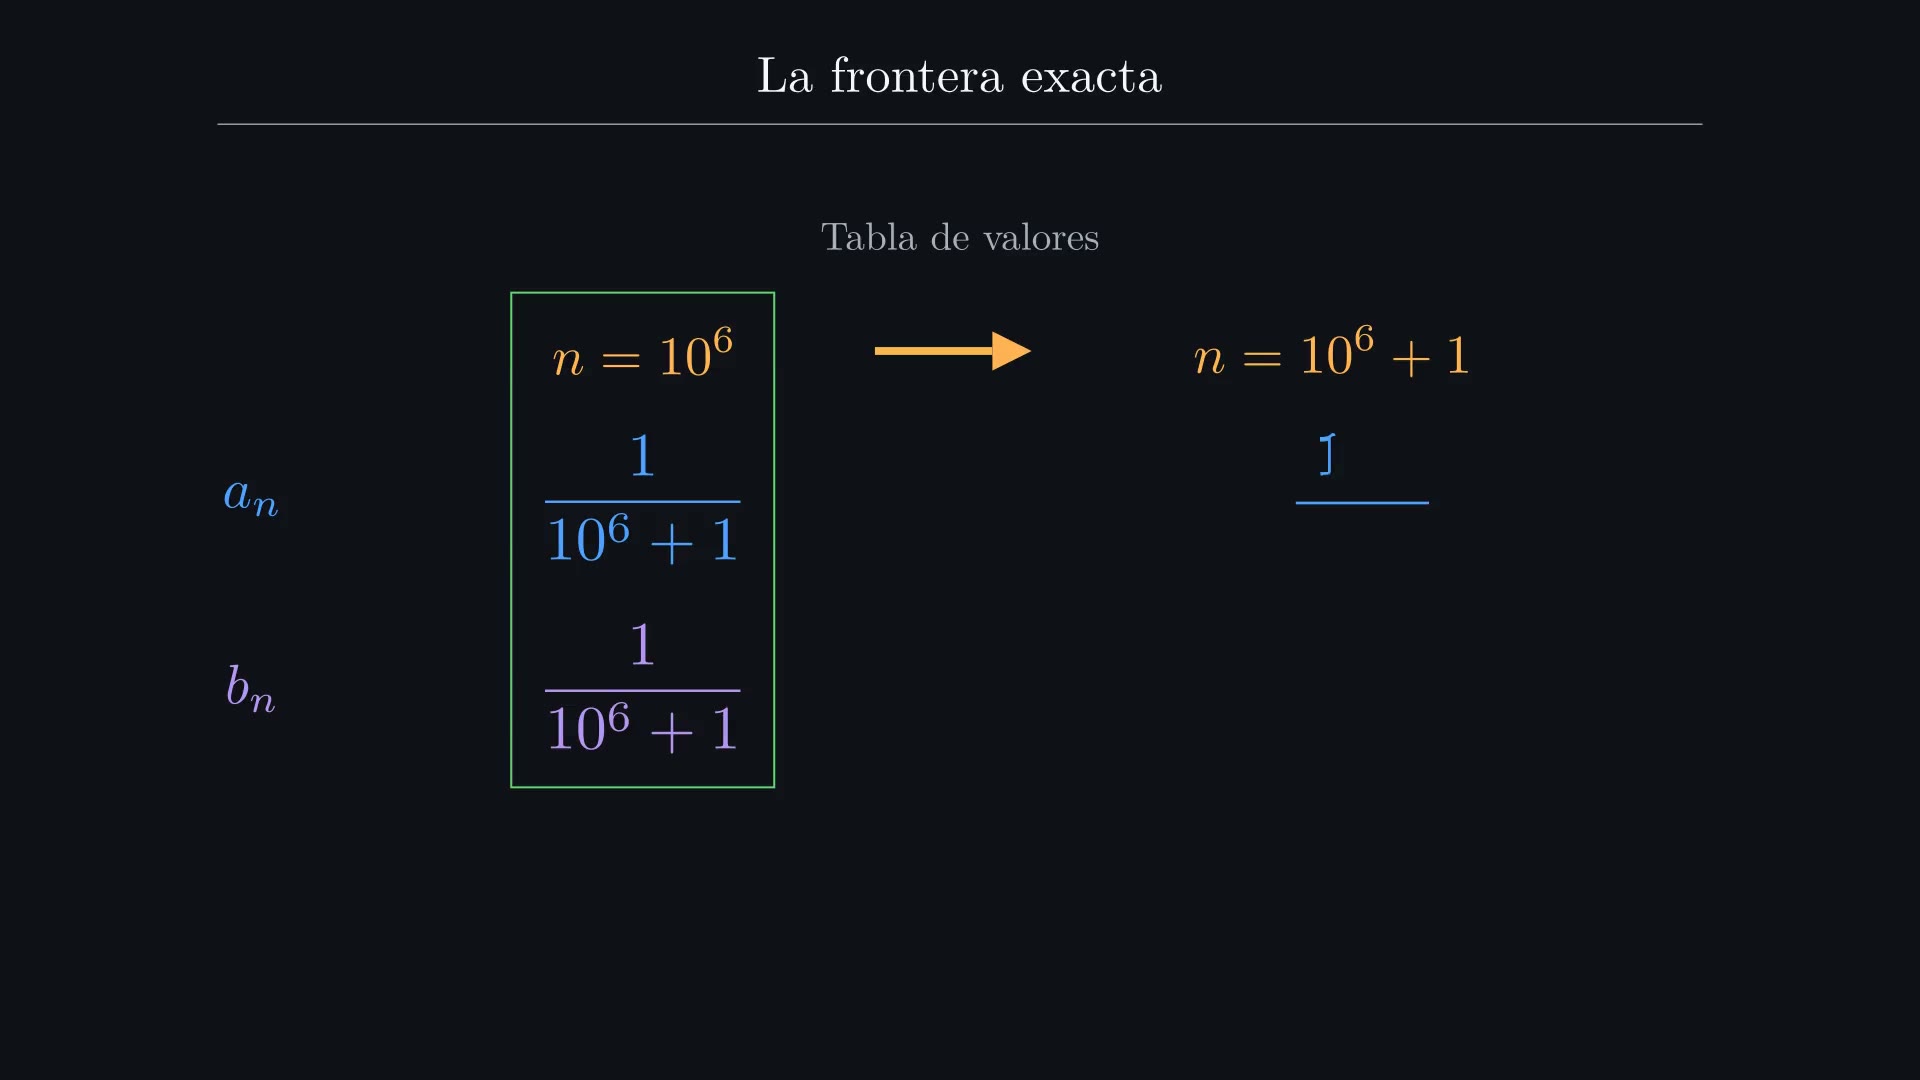 La frontera exacta
Tabla de valores
n = 10^6 → n = 10^6 + 1
a_n 1/(10^6 + 1)
b_n 1/(10^6 + 1)